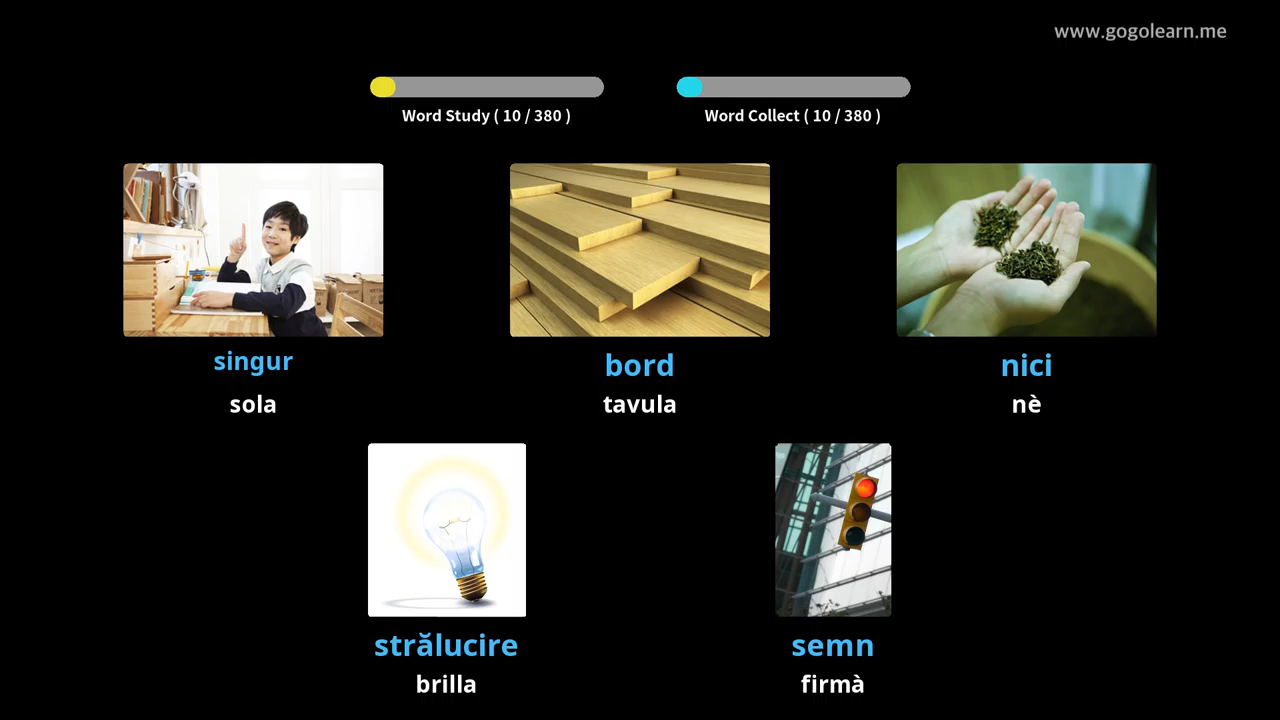 www.gogolearn.me
Word Study ( 10 / 380 )
Word Collect ( 10 / 380 )
singur
sola
bord
tavula
nici
nè
strălucire
brilla
semn
firmà